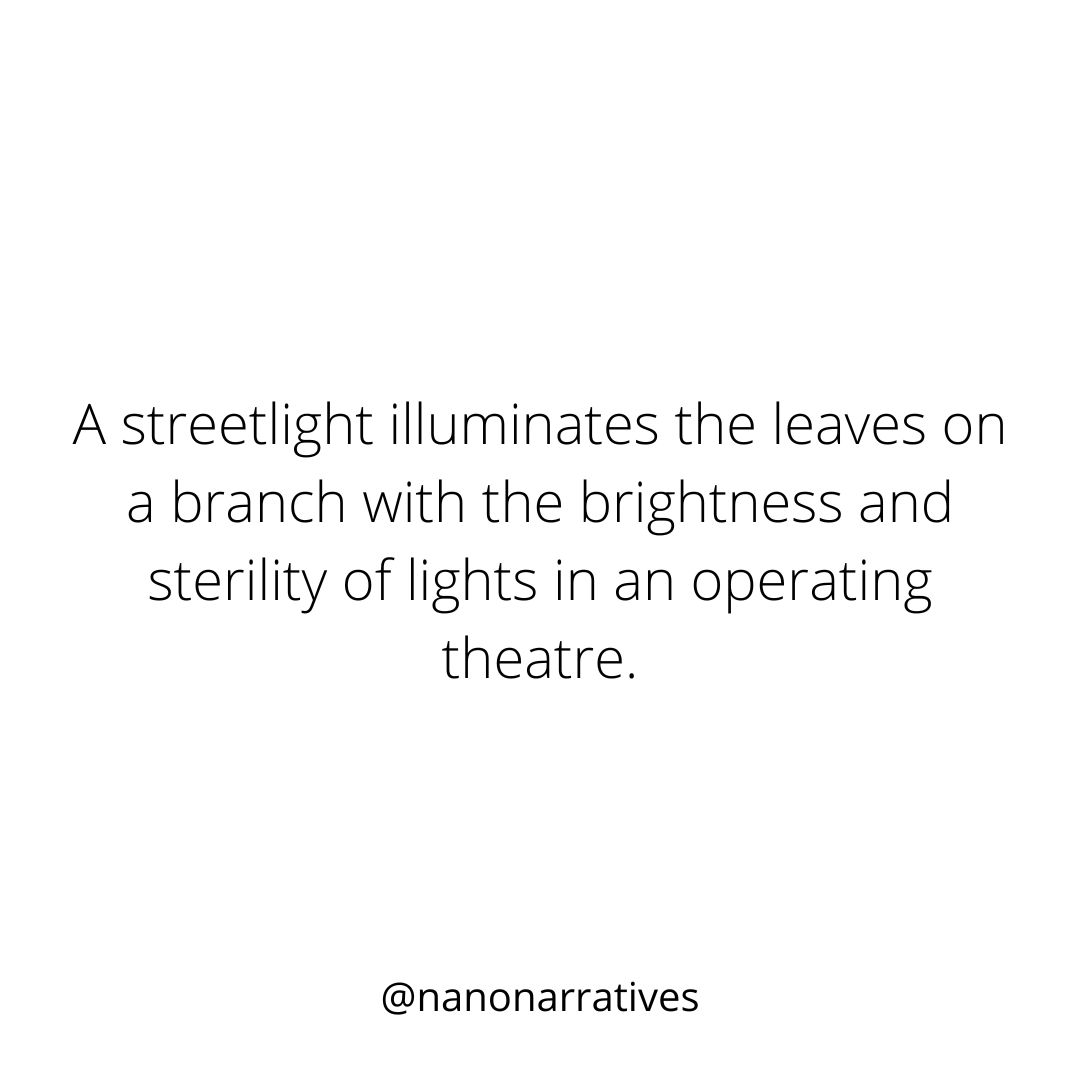 A streetlight illuminates the leaves on
a branch with the brightness and
sterility of lights in an operating
theatre.
@nanonarratives